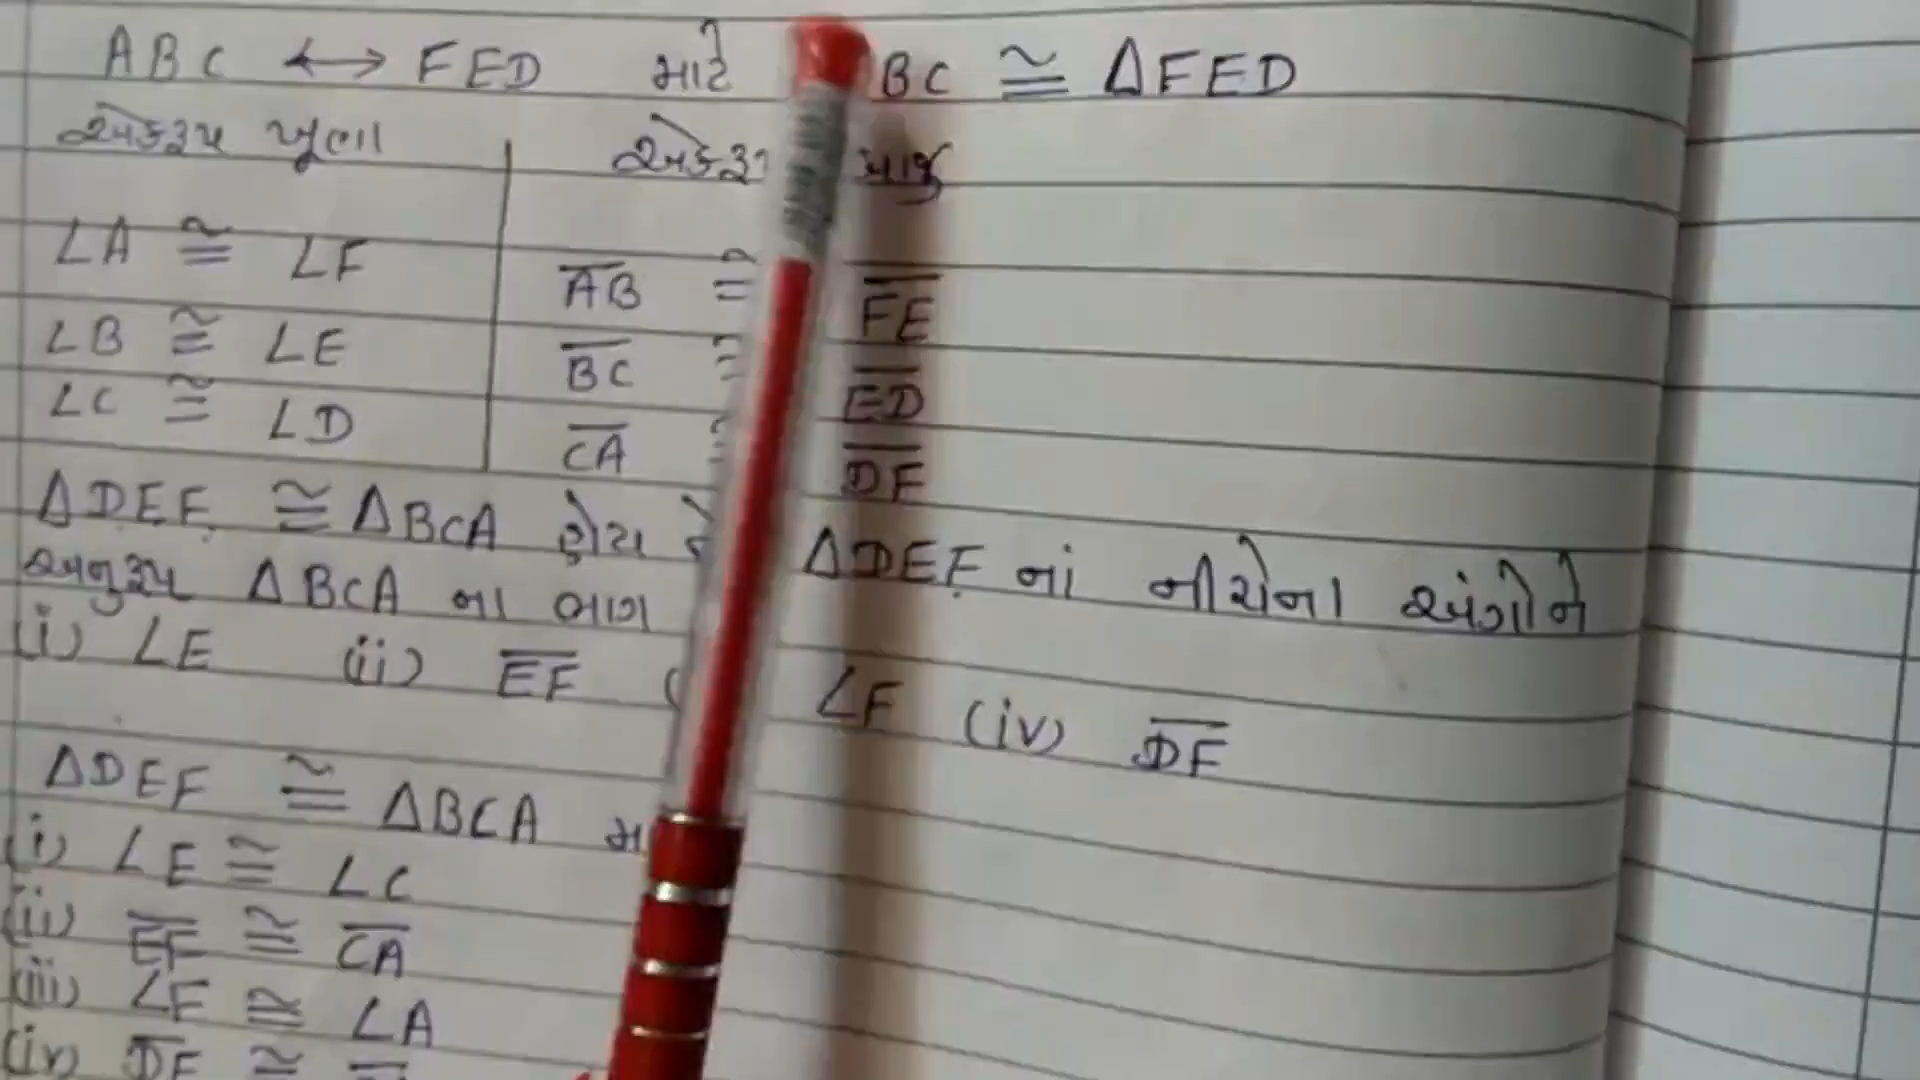 ABC ↔ FED માટે BC ≅ ΔFED
એકરૂપ ખૂણા
બાજુ
∠A ≅ ∠F
AB ≅ FE
∠B ≅ ∠E
BC ≅ ED
∠C ≅ ∠D
CA ≅ DF
ΔDEF ≅ ΔBCA હોય ΔDEF નાં નીચેના અંગોને
અનુરૂપ ΔBCA ના ભાગ
(i) ∠E (ii) EF ∠F (iv) DF
ΔDEF ≅ ΔBCA
(i) ∠E ≅ ∠C
(ii) EF ≅ CA
(iii) ∠F ≅ ∠A
(iv) DF ≅